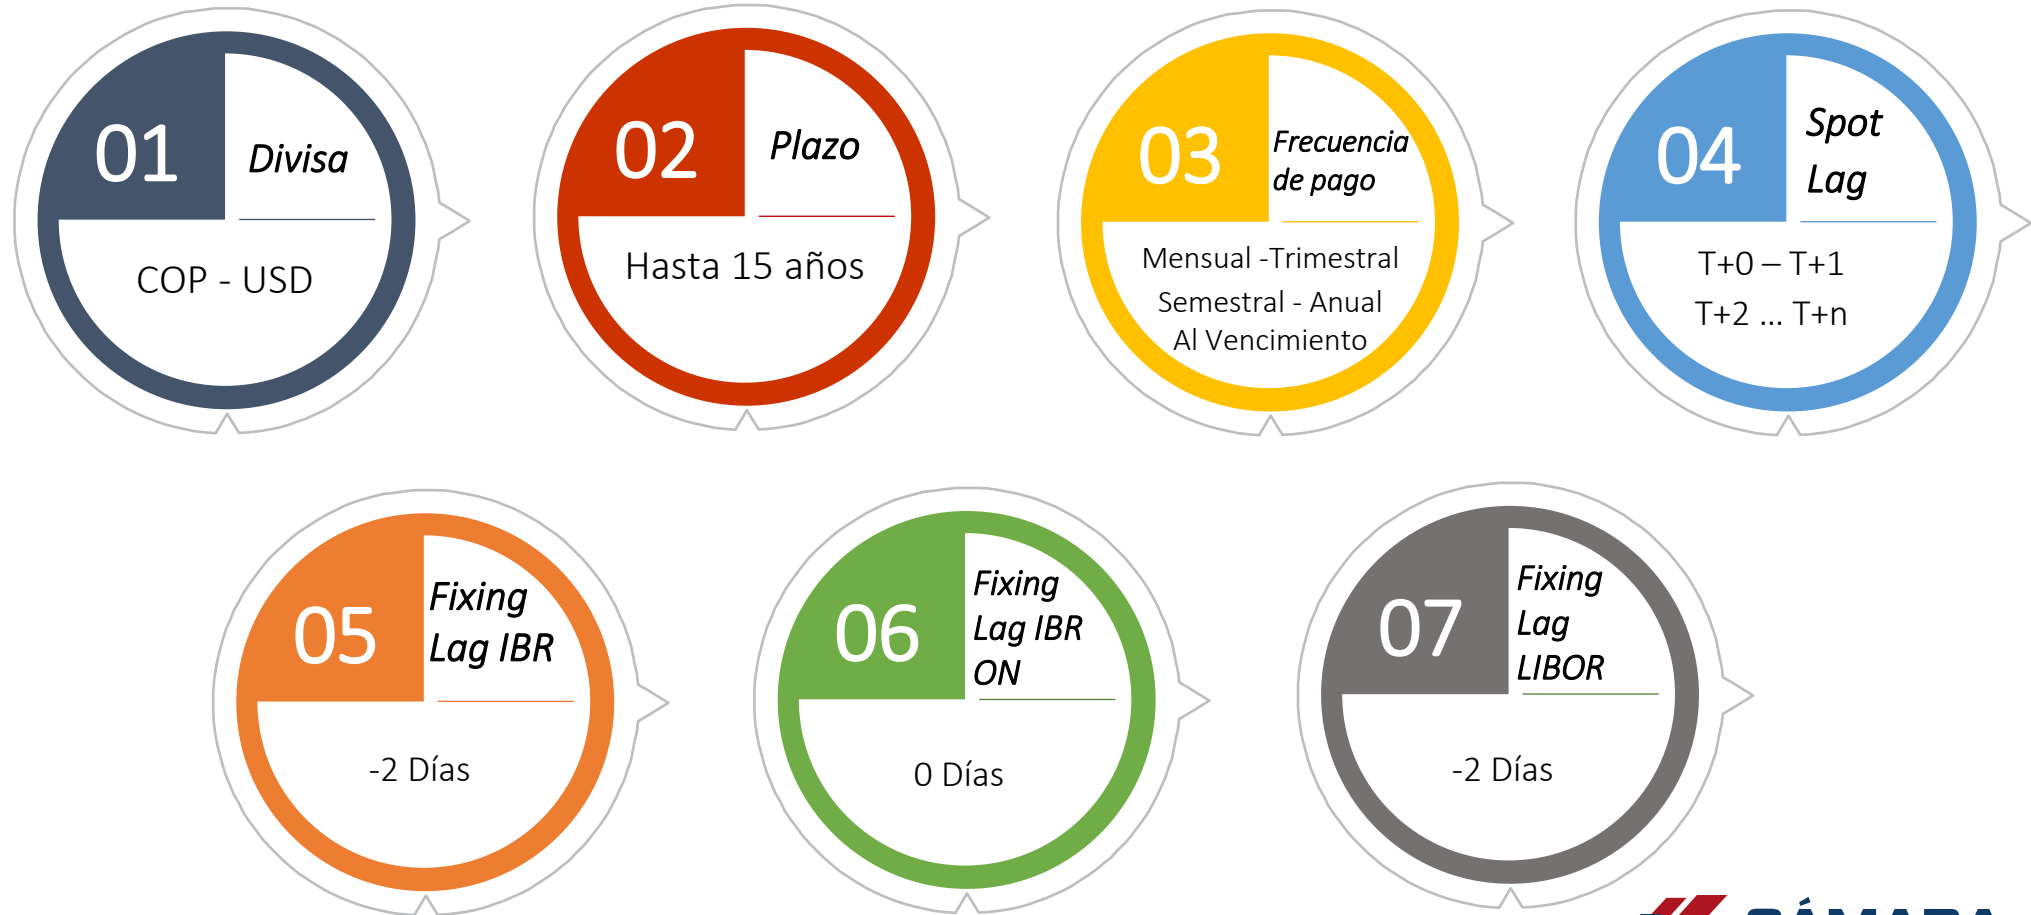 01
Divisa
COP - USD
02
Plazo
Hasta 15 años
03
Frecuencia
de pago
Mensual -Trimestral
Semestral - Anual
Al Vencimiento
04
Spot
Lag
T+0 – T+1
T+2 ... T+n
05
Fixing
Lag IBR
-2 Días
06
Fixing
Lag IBR
ON
0 Días
07
Fixing
Lag
LIBOR
-2 Días
CÁMARA